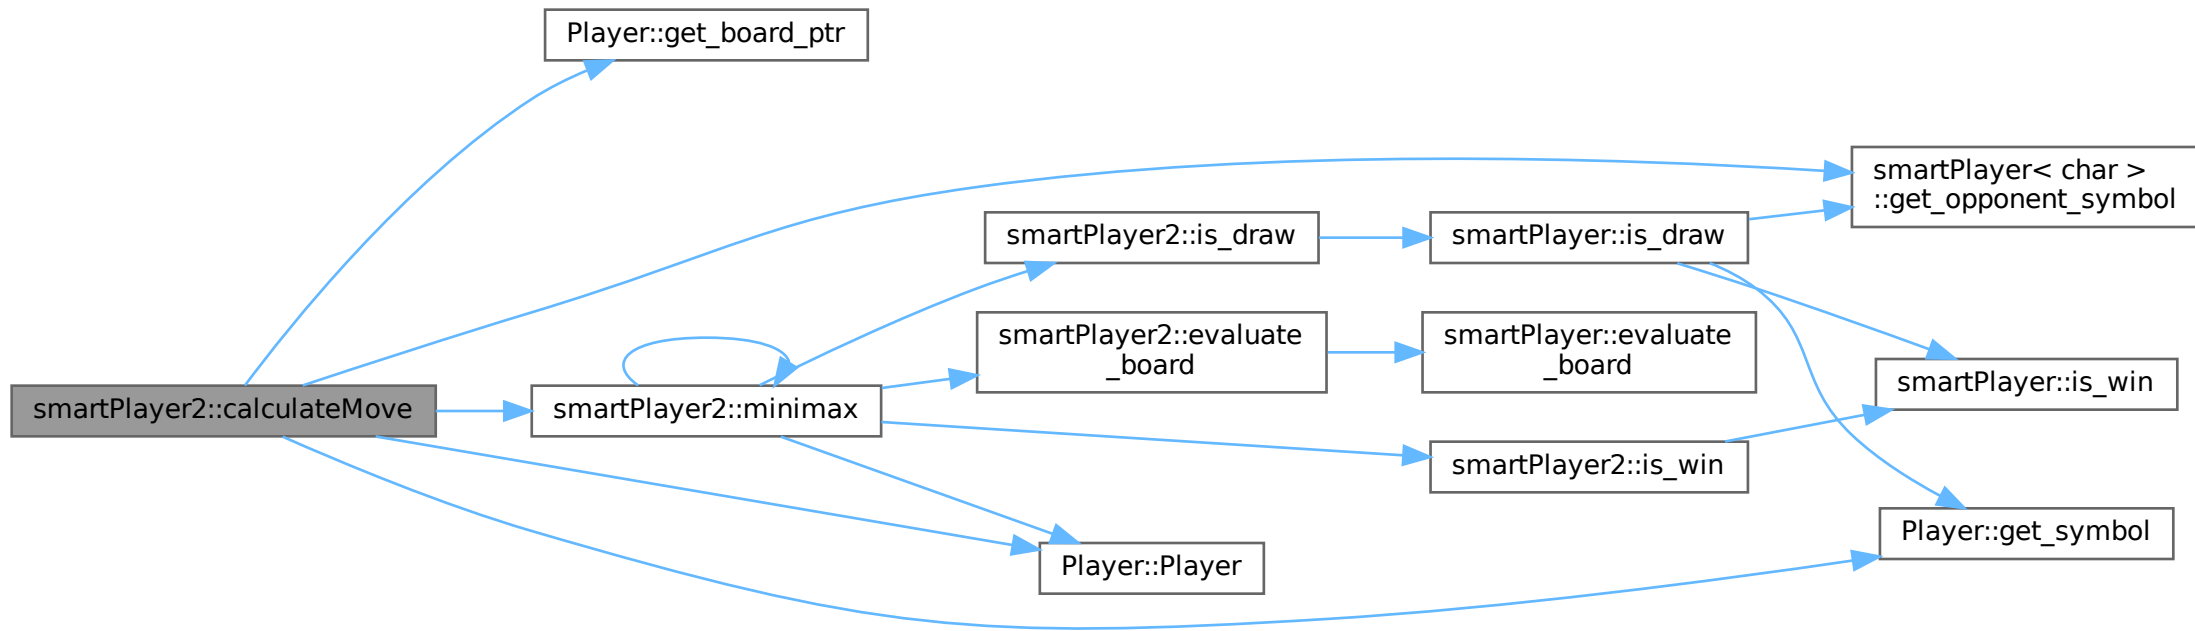 Player::get_board_ptr
smartPlayer< char >
::get_opponent_symbol
smartPlayer2::is_draw
smartPlayer::is_draw
smartPlayer2::evaluate
_board
smartPlayer::evaluate
_board
smartPlayer::is_win
smartPlayer2::calculateMove
smartPlayer2::minimax
smartPlayer2::is_win
Player::get_symbol
Player::Player